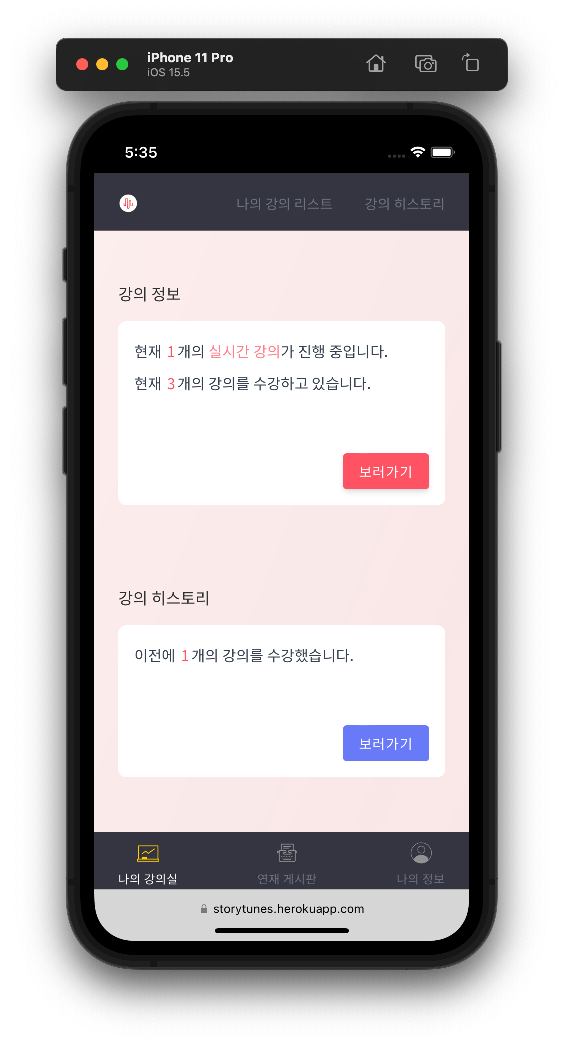 iPhone 11 Pro
iOS 15.5
5:35
나의 강의 리스트 강의 히스토리
강의 정보
현재 1개의 실시간 강의가 진행 중입니다.
현재 3개의 강의를 수강하고 있습니다.
보러가기
강의 히스토리
이전에 1개의 강의를 수강했습니다.
보러가기
나의 강의실 연재 게시판 나의 정보
storytunes.herokuapp.com